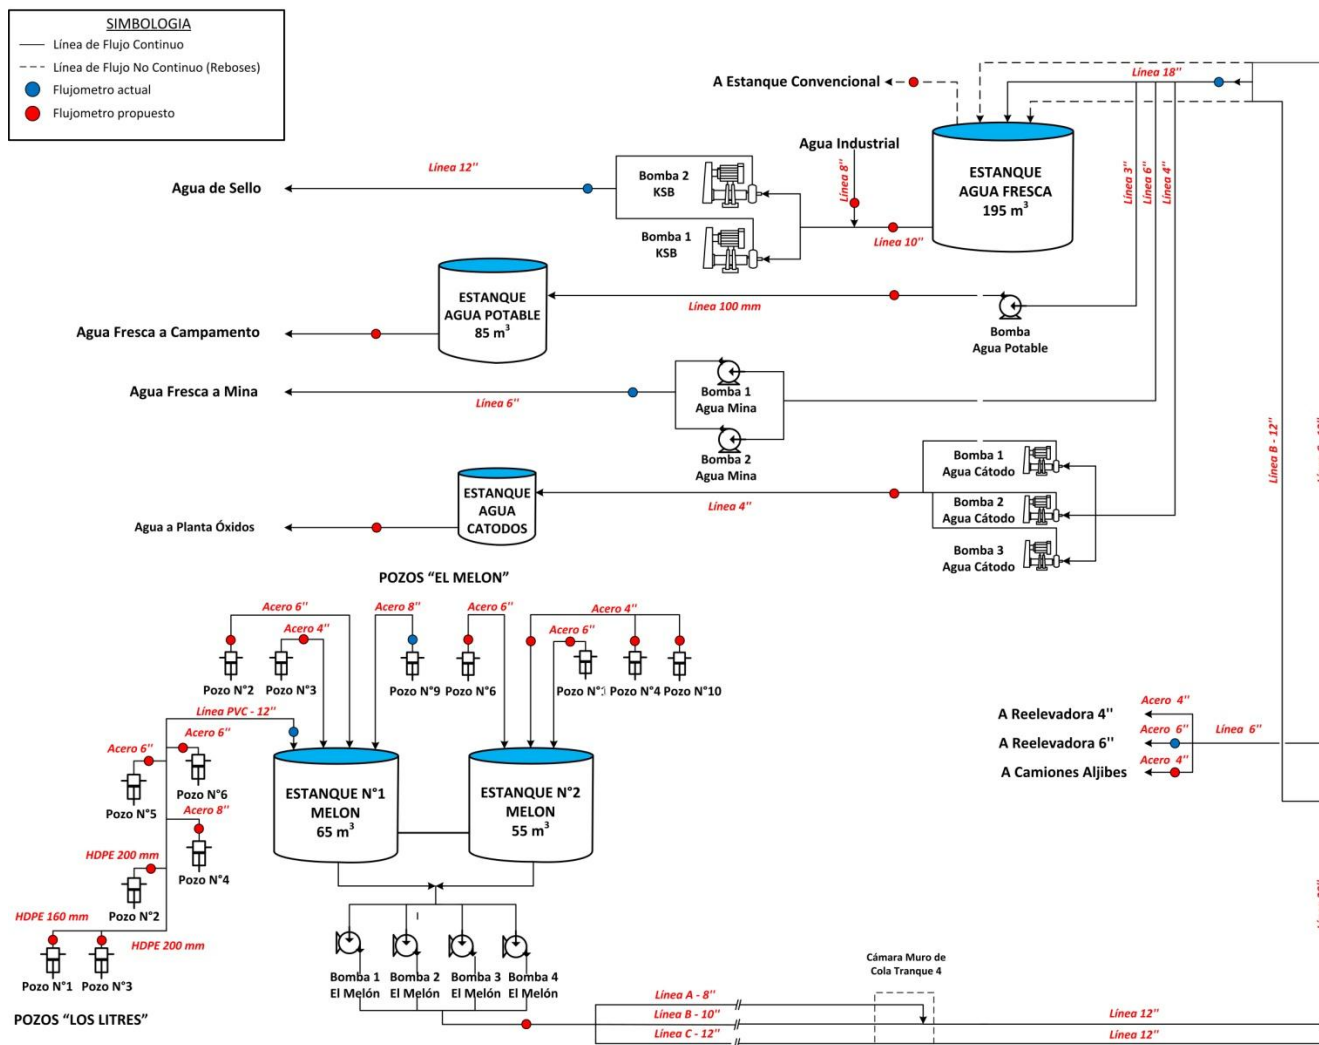 SIMBOLOGIA
Línea de Flujo Continuo
Línea de Flujo No Continuo (Reboses)
Flujometro actual
Flujometro propuesto
A Estanque Convencional
Línea 18"
Agua Industrial
Línea 8"
ESTANQUE
AGUA FRESCA
195 m³
Línea 3"
Línea 6"
Línea 4"
Línea 12"
Agua de Sello
Bomba 2
KSB
Bomba 1
KSB
Línea 10"
ESTANQUE
AGUA POTABLE
85 m³
Línea 100 mm
Bomba
Agua Potable
Agua Fresca a Campamento
Agua Fresca a Mina
Línea 6"
Bomba 1
Agua Mina
Bomba 2
Agua Mina
Línea B - 12"
Bomba 1
Agua Cátodo
Bomba 2
Agua Cátodo
Bomba 3
Agua Cátodo
ESTANQUE
AGUA
CATODOS
Línea 4"
Agua a Planta Óxidos
POZOS “EL MELON”
Acero 6"
Acero 4"
Acero 8"
Acero 6"
Acero 4"
Acero 6"
Pozo N°2
Pozo N°3
Pozo N°9
Pozo N°6
Pozo
Pozo N°4
Pozo N°10
Línea PVC - 12"
Acero 6"
Acero 6"
Pozo N°6
Pozo N°5
Acero 8"
Pozo N°4
HDPE 200 mm
Pozo N°2
HDPE 160 mm
HDPE 200 mm
Pozo N°1
Pozo N°3
POZOS “LOS LITRES”
ESTANQUE N°1
MELON
65 m³
ESTANQUE N°2
MELON
55 m³
A Reelevadora 4"
A Reelevadora 6"
A Camiones Aljibes
Acero 4"
Acero 6"
Acero 4"
Línea 6"
Bomba 1
El Melón
Bomba 2
El Melón
Bomba 3
El Melón
Bomba 4
El Melón
Cámara Muro de
Cola Tranque 4
Línea A - 8"
Línea B - 10"
Línea C - 12"
Línea 12"
Línea 12"